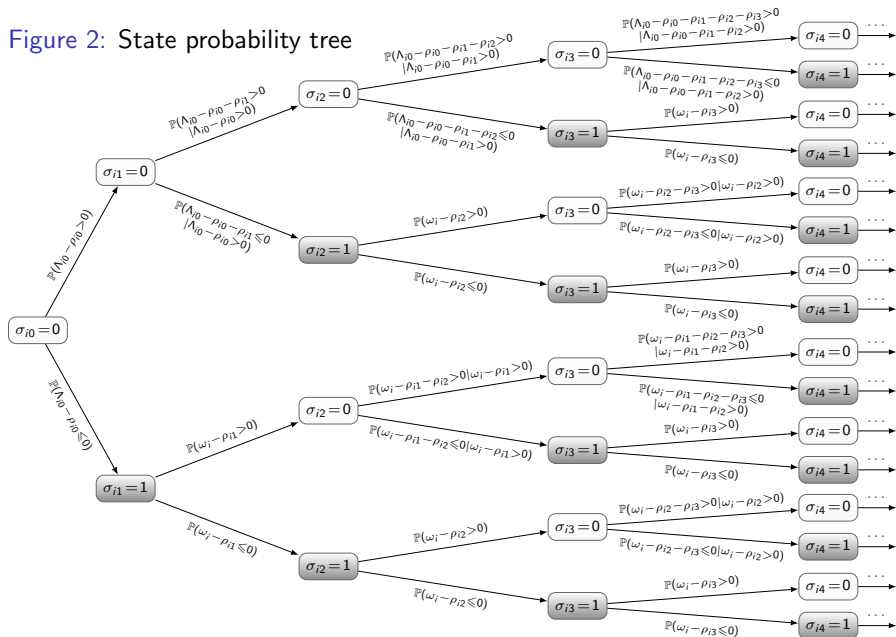 Figure 2: State probability tree
σi0=0
ℙ(Λi0−ρi0>0)
ℙ(Λi0−ρi0⩽0)
σi1=0
σi1=1
ℙ(Λi0−ρi0−ρi1>0
|Λi0−ρi0>0)
ℙ(Λi0−ρi0−ρi1⩽0
|Λi0−ρi0>0)
ℙ(ωi−ρi1>0)
ℙ(ωi−ρi1⩽0)
σi2=0
σi2=1
σi2=0
σi2=1
ℙ(Λi0−ρi0−ρi1−ρi2>0
|Λi0−ρi0−ρi1>0)
ℙ(Λi0−ρi0−ρi1−ρi2⩽0
|Λi0−ρi0−ρi1>0)
ℙ(ωi−ρi2>0)
ℙ(ωi−ρi2⩽0)
ℙ(ωi−ρi1−ρi2>0|ωi−ρi1>0)
ℙ(ωi−ρi1−ρi2⩽0|ωi−ρi1>0)
ℙ(ωi−ρi2>0)
ℙ(ωi−ρi2⩽0)
σi3=0
σi3=1
σi3=0
σi3=1
σi3=0
σi3=1
σi3=0
σi3=1
ℙ(Λi0−ρi0−ρi1−ρi2−ρi3>0
|Λi0−ρi0−ρi1−ρi2>0)
ℙ(Λi0−ρi0−ρi1−ρi2−ρi3⩽0
|Λi0−ρi0−ρi1−ρi2>0)
ℙ(ωi−ρi3>0)
ℙ(ωi−ρi3⩽0)
ℙ(ωi−ρi2−ρi3>0|ωi−ρi2>0)
ℙ(ωi−ρi2−ρi3⩽0|ωi−ρi2>0)
ℙ(ωi−ρi3>0)
ℙ(ωi−ρi3⩽0)
ℙ(ωi−ρi1−ρi2−ρi3>0
|ωi−ρi1−ρi2>0)
ℙ(ωi−ρi1−ρi2−ρi3⩽0
|ωi−ρi1−ρi2>0)
ℙ(ωi−ρi3>0)
ℙ(ωi−ρi3⩽0)
ℙ(ωi−ρi2−ρi3>0|ωi−ρi2>0)
ℙ(ωi−ρi2−ρi3⩽0|ωi−ρi2>0)
ℙ(ωi−ρi3>0)
ℙ(ωi−ρi3⩽0)
σi4=0 ...
σi4=1 ...
σi4=0 ...
σi4=1 ...
σi4=0 ...
σi4=1 ...
σi4=0 ...
σi4=1 ...
σi4=0 ...
σi4=1 ...
σi4=0 ...
σi4=1 ...
σi4=0 ...
σi4=1 ...
σi4=0 ...
σi4=1 ...